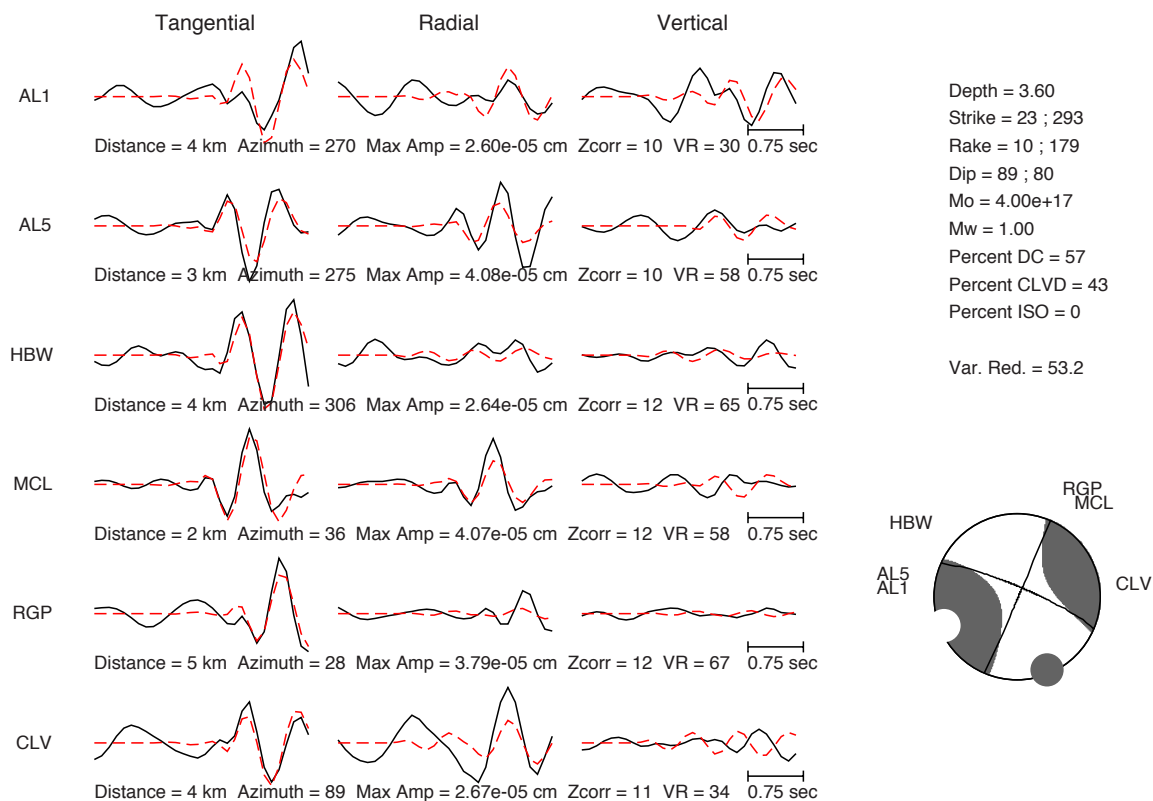 Tangential Radial Vertical
AL1
Distance = 4 km Azimuth = 270 Max Amp = 2.60e-05 cm Zcorr = 10 VR = 30 0.75 sec
AL5
Distance = 3 km Azimuth = 275 Max Amp = 4.08e-05 cm Zcorr = 10 VR = 58 0.75 sec
HBW
Distance = 4 km Azimuth = 306 Max Amp = 2.64e-05 cm Zcorr = 12 VR = 65 0.75 sec
MCL
Distance = 2 km Azimuth = 36 Max Amp = 4.07e-05 cm Zcorr = 12 VR = 58 0.75 sec
RGP
Distance = 5 km Azimuth = 28 Max Amp = 3.79e-05 cm Zcorr = 12 VR = 67 0.75 sec
CLV
Distance = 4 km Azimuth = 89 Max Amp = 2.67e-05 cm Zcorr = 11 VR = 34 0.75 sec
Depth = 3.60
Strike = 23 ; 293
Rake = 10 ; 179
Dip = 89 ; 80
Mo = 4.00e+17
Mw = 1.00
Percent DC = 57
Percent CLVD = 43
Percent ISO = 0
Var. Red. = 53.2
RGP
MCL
HBW
AL5
AL1
CLV